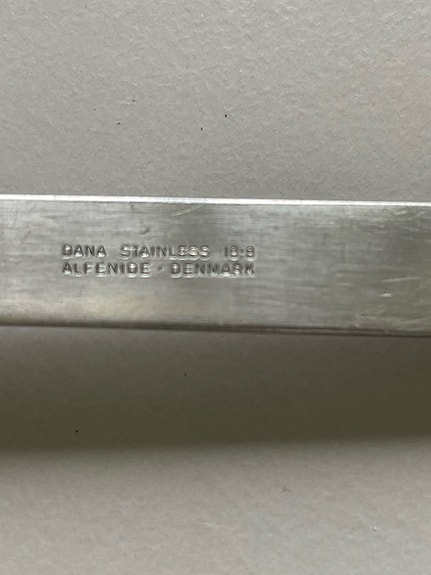 DANA STAINLESS 18-8
ALFENIDE · DENMARK